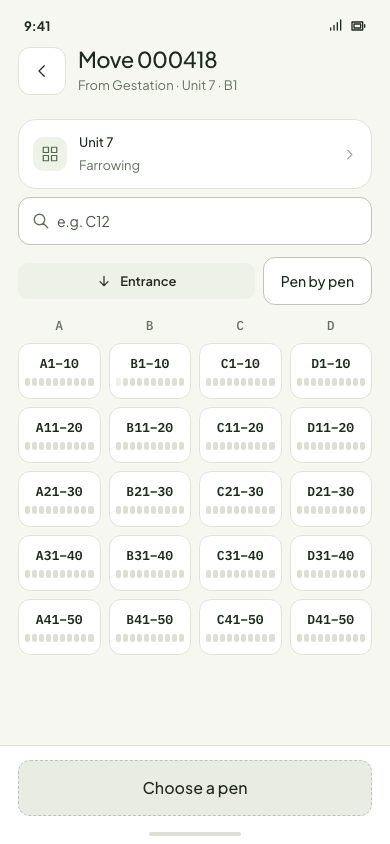 9:41
Move 000418
From Gestation · Unit 7 · B1
Unit 7
Farrowing
e.g. C12
Entrance
Pen by pen
A B C D
A1–10 B1–10 C1–10 D1–10
A11–20 B11–20 C11–20 D11–20
A21–30 B21–30 C21–30 D21–30
A31–40 B31–40 C31–40 D31–40
A41–50 B41–50 C41–50 D41–50
Choose a pen